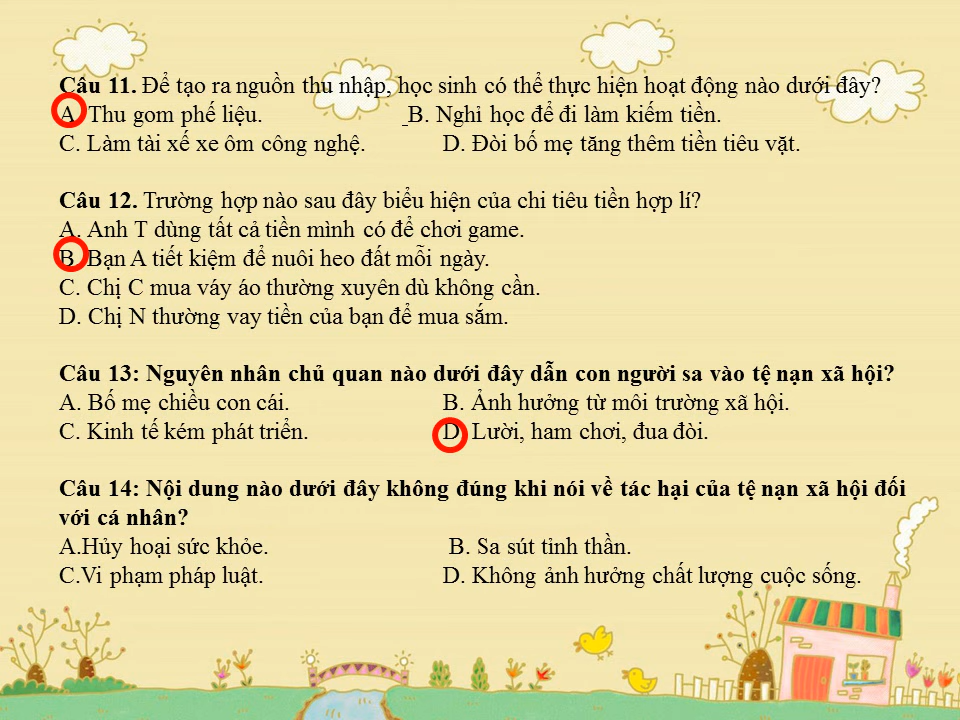 Câu 11. Để tạo ra nguồn thu nhập, học sinh có thể thực hiện hoạt động nào dưới đây?
A. Thu gom phế liệu. B. Nghỉ học để đi làm kiếm tiền.
C. Làm tài xế xe ôm công nghệ. D. Đòi bố mẹ tăng thêm tiền tiêu vặt.
Câu 12. Trường hợp nào sau đây biểu hiện của chi tiêu tiền hợp lí?
A. Anh T dùng tất cả tiền mình có để chơi game.
B. Bạn A tiết kiệm để nuôi heo đất mỗi ngày.
C. Chị C mua váy áo thường xuyên dù không cần.
D. Chị N thường vay tiền của bạn để mua sắm.
Câu 13: Nguyên nhân chủ quan nào dưới đây dẫn con người sa vào tệ nạn xã hội?
A. Bố mẹ chiều con cái. B. Ảnh hưởng từ môi trường xã hội.
C. Kinh tế kém phát triển. D. Lười, ham chơi, đua đòi.
Câu 14: Nội dung nào dưới đây không đúng khi nói về tác hại của tệ nạn xã hội đối
với cá nhân?
A.Hủy hoại sức khỏe. B. Sa sút tinh thần.
C.Vi phạm pháp luật. D. Không ảnh hưởng chất lượng cuộc sống.